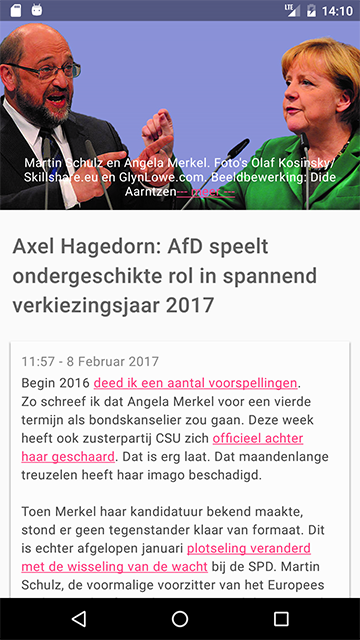 LTE 14:10
Martin Schulz en Angela Merkel. Foto's Olaf Kosinsky/
Skillshare.eu en GlynLowe.com. Beeldbewerking: Dide
Aarntzen— meer —
Axel Hagedorn: AfD speelt
ondergeschikte rol in spannend
verkiezingsjaar 2017
11:57 - 8 Februar 2017
Begin 2016 deed ik een aantal voorspellingen.
Zo schreef ik dat Angela Merkel voor een vierde
termijn als bondskanselier zou gaan. Deze week
heeft ook zusterpartij CSU zich officieel achter
haar geschaard. Dat is erg laat. Dat maandenlange
treuzelen heeft haar imago beschadigd.
Toen Merkel haar kandidatuur bekend maakte,
stond er geen tegenstander klaar van formaat. Dit
is echter afgelopen januari plotseling veranderd
met de wisseling van de wacht bij de SPD. Martin
Schulz, de voormalige voorzitter van het Europees